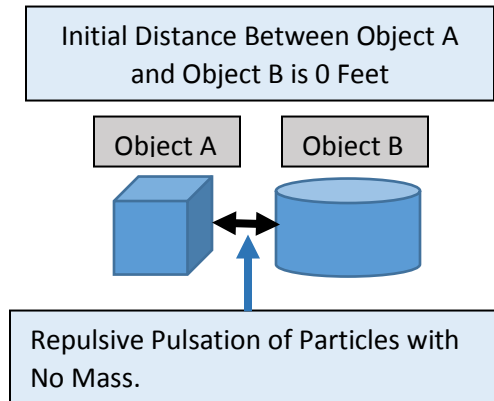 Initial Distance Between Object A
and Object B is 0 Feet
Object A
Object B
Repulsive Pulsation of Particles with
No Mass.